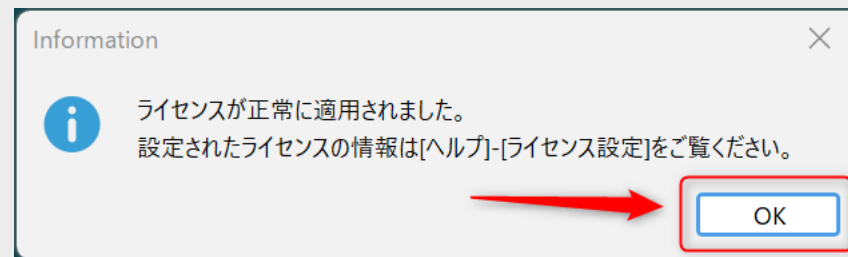 Information
ライセンスが正常に適用されました。
設定されたライセンスの情報は[ヘルプ]-[ライセンス設定]をご覧ください。
OK